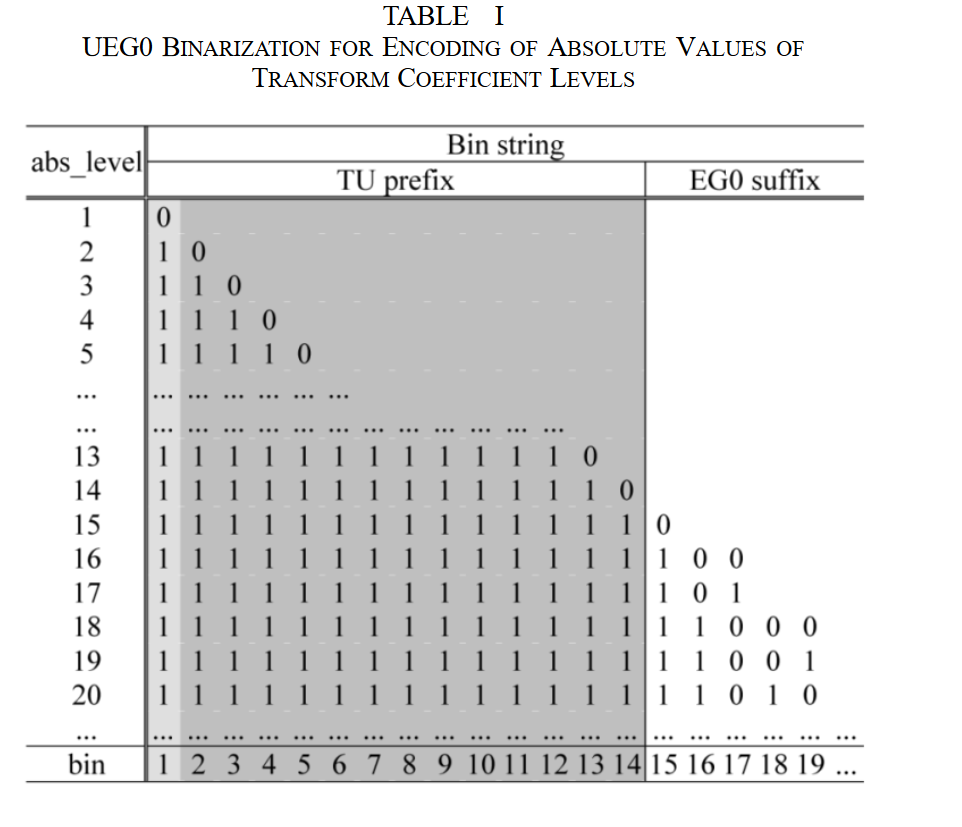 TABLE I
UEG0 BINARIZATION FOR ENCODING OF ABSOLUTE VALUES OF
TRANSFORM COEFFICIENT LEVELS
abs_level Bin string
TU prefix EG0 suffix
1 0
2 1 0
3 1 1 0
4 1 1 1 0
5 1 1 1 1 0
... ... ... ... ... ... ...
... ... ... ... ... ... ... ... ... ... ... ... ...
13 1 1 1 1 1 1 1 1 1 1 1 1 0
14 1 1 1 1 1 1 1 1 1 1 1 1 1 0
15 1 1 1 1 1 1 1 1 1 1 1 1 1 1 0
16 1 1 1 1 1 1 1 1 1 1 1 1 1 1 1 0 0
17 1 1 1 1 1 1 1 1 1 1 1 1 1 1 1 0 1
18 1 1 1 1 1 1 1 1 1 1 1 1 1 1 1 1 0 0 0
19 1 1 1 1 1 1 1 1 1 1 1 1 1 1 1 1 0 0 1
20 1 1 1 1 1 1 1 1 1 1 1 1 1 1 1 1 0 1 0
... ... ... ... ... ... ... ... ... ... ... ... ... ... ... ... ... ... ... ... ...
bin 1 2 3 4 5 6 7 8 9 10 11 12 13 14 15 16 17 18 19 ...